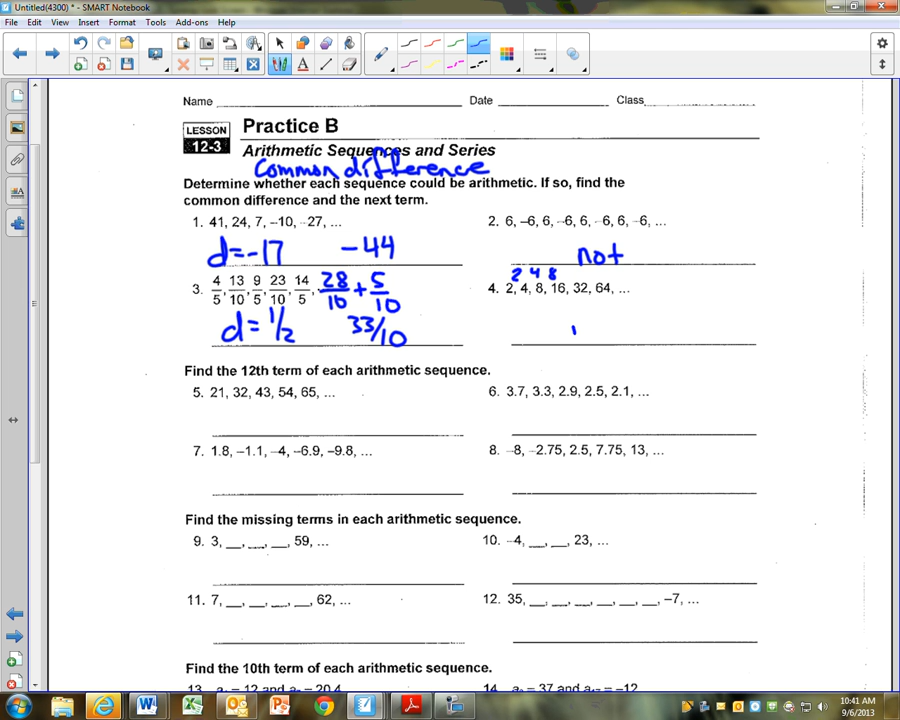 Untitled(4300) * - SMART Notebook
File Edit View Insert Format Tools Add-ons Help
Name Date Class
LESSON 12-3
Practice B
Arithmetic Sequences and Series
Common difference
Determine whether each sequence could be arithmetic. If so, find the
common difference and the next term.
1. 41, 24, 7, −10, −27, ...
2. 6, −6, 6, −6, 6, −6, 6, −6, ...
d=-17 -44
not
3. 4/5, 13/10, 9/5, 23/10, 14/5, ... 28/10 + 5/10
2 4 8
4. 2, 4, 8, 16, 32, 64, ...
d = 1/2 33/10
Find the 12th term of each arithmetic sequence.
5. 21, 32, 43, 54, 65, ...
6. 3.7, 3.3, 2.9, 2.5, 2.1, ...
7. 1.8, −1.1, −4, −6.9, −9.8, ...
8. −8, −2.75, 2.5, 7.75, 13, ...
Find the missing terms in each arithmetic sequence.
9. 3, __, __, __, 59, ...
10. −4, __, __, 23, ...
11. 7, __, __, __, __, 62, ...
12. 35, __, __, __, __, __, __, −7, ...
Find the 10th term of each arithmetic sequence.
10:41 AM
9/6/2013